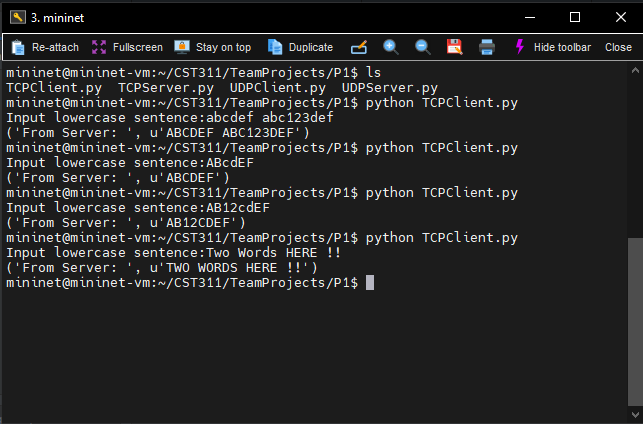 3. mininet
Re-attach Fullscreen Stay on top Duplicate Hide toolbar Close
mininet@mininet-vm:~/CST311/TeamProjects/P1$ ls
TCPClient.py  TCPServer.py  UDPClient.py  UDPServer.py
mininet@mininet-vm:~/CST311/TeamProjects/P1$ python TCPClient.py
Input lowercase sentence:abcdef abc123def
('From Server: ', u'ABCDEF ABC123DEF')
mininet@mininet-vm:~/CST311/TeamProjects/P1$ python TCPClient.py
Input lowercase sentence:ABcdEF
('From Server: ', u'ABCDEF')
mininet@mininet-vm:~/CST311/TeamProjects/P1$ python TCPClient.py
Input lowercase sentence:AB12cdEF
('From Server: ', u'AB12CDEF')
mininet@mininet-vm:~/CST311/TeamProjects/P1$ python TCPClient.py
Input lowercase sentence:Two Words HERE !!
('From Server: ', u'TWO WORDS HERE !!')
mininet@mininet-vm:~/CST311/TeamProjects/P1$